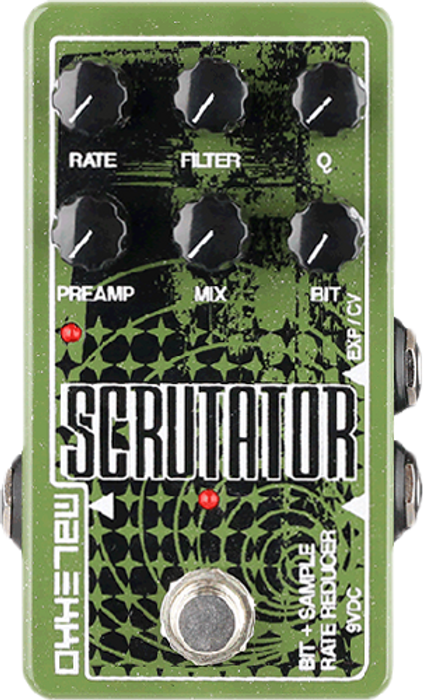 RATE FILTER Q
PREAMP MIX BIT
EXP/CV
SCRUTATOR
MALEKKO
BIT + SAMPLE
RATE REDUCER
9VDC